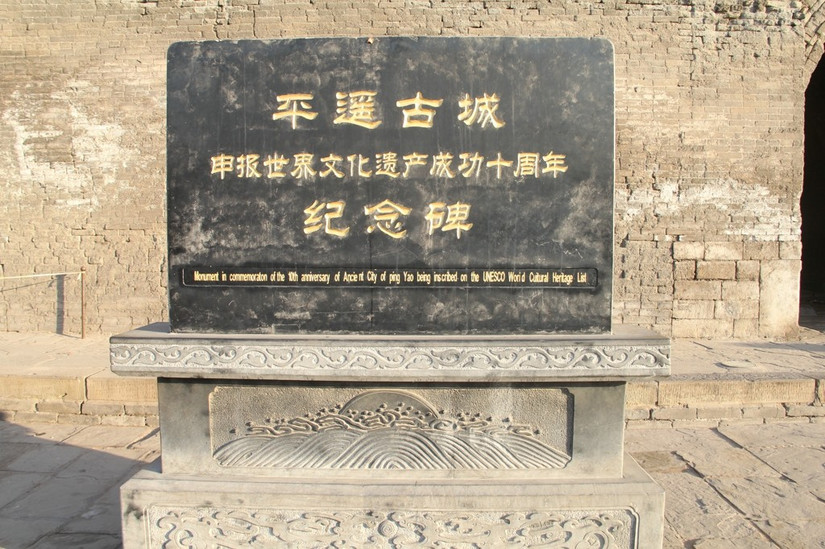 平遥古城
申报世界文化遗产成功十周年
纪念碑
Monument in commemoraton of the 10th anniversary of Ancient City of ping Yao being inscribed on the UNESCO World Cultural Heritage List